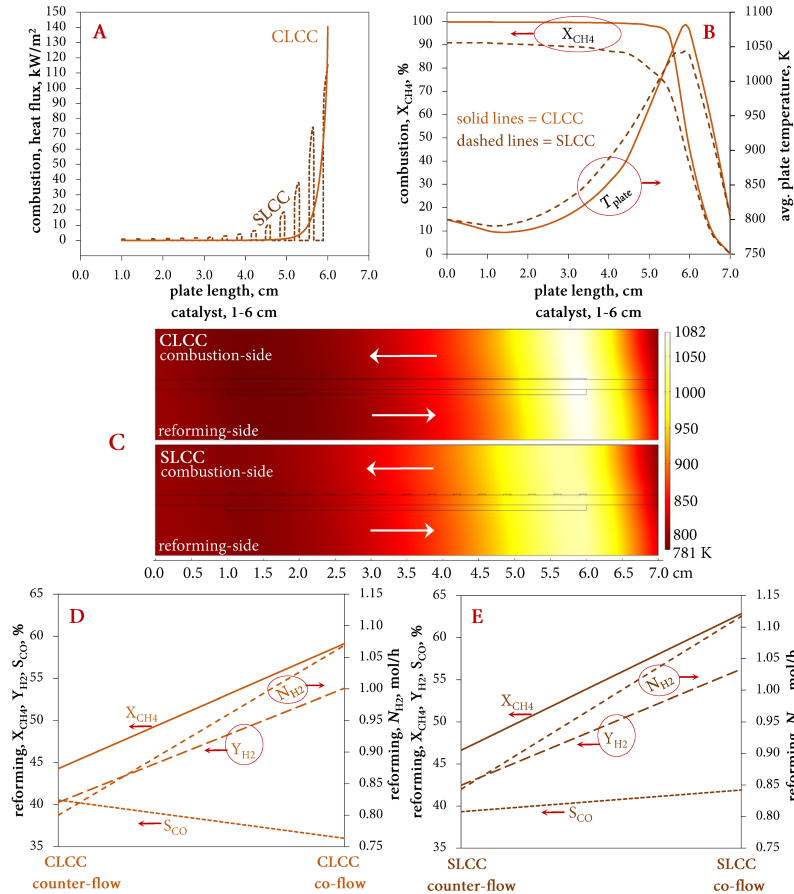 A
CLCC
SLCC
combustion, heat flux, kW/m²
150
140
130
120
110
100
90
80
70
60
50
40
30
20
10
0
0.0 1.0 2.0 3.0 4.0 5.0 6.0 7.0
plate length, cm
catalyst, 1-6 cm
B
X_CH4
solid lines = CLCC
dashed lines = SLCC
T_plate
combustion, X_CH4, %
100
90
80
70
60
50
40
30
20
10
0
avg. plate temperature, K
1100
1050
1000
950
900
850
800
750
0.0 1.0 2.0 3.0 4.0 5.0 6.0 7.0
plate length, cm
catalyst, 1-6 cm
C
CLCC
combustion-side
reforming-side
SLCC
combustion-side
reforming-side
1082
1050
1000
950
900
850
800
781 K
0.0 0.5 1.0 1.5 2.0 2.5 3.0 3.5 4.0 4.5 5.0 5.5 6.0 6.5 7.0 cm
D
reforming, X_CH4, Y_H2, S_CO, %
65
60
55
50
45
40
35
X_CH4
N_H2
Y_H2
S_CO
1.15
1.10
1.05
1.00
0.95
0.90
0.85
0.80
0.75
reforming, N_H2, mol/h
CLCC
counter-flow
CLCC
co-flow
E
reforming, X_CH4, Y_H2, S_CO, %
65
60
55
50
45
40
35
X_CH4
N_H2
Y_H2
S_CO
1.15
1.10
1.05
1.00
0.95
0.90
0.85
0.80
0.75
reforming, N mol/h
SLCC
counter-flow
SLCC
co-flow